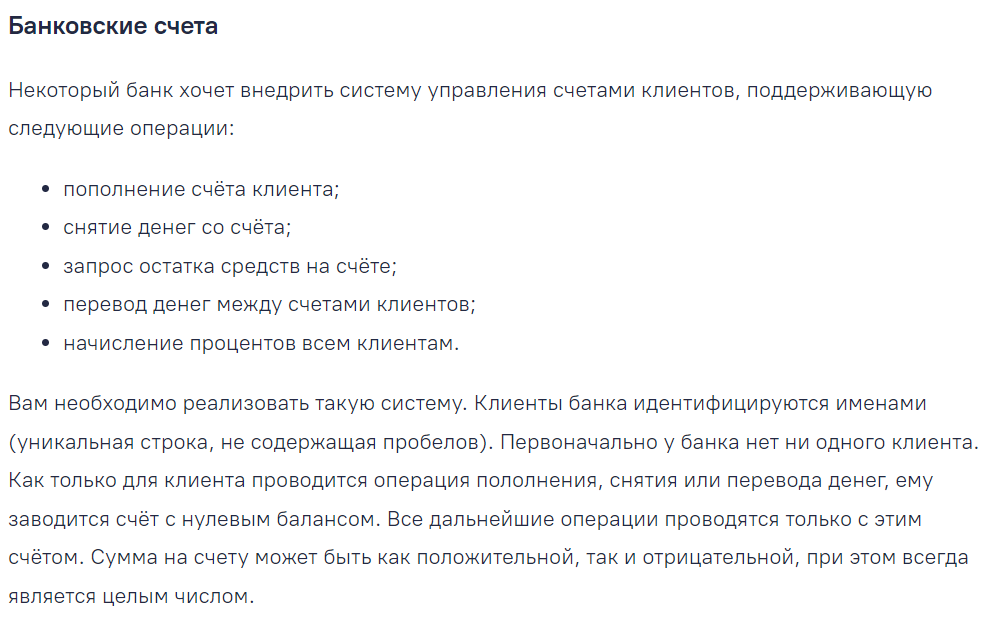 Банковские счета
Некоторый банк хочет внедрить систему управления счетами клиентов, поддерживающую
следующие операции:
• пополнение счёта клиента;
• снятие денег со счёта;
• запрос остатка средств на счёте;
• перевод денег между счетами клиентов;
• начисление процентов всем клиентам.
Вам необходимо реализовать такую систему. Клиенты банка идентифицируются именами
(уникальная строка, не содержащая пробелов). Первоначально у банка нет ни одного клиента.
Как только для клиента проводится операция пололнения, снятия или перевода денег, ему
заводится счёт с нулевым балансом. Все дальнейшие операции проводятся только с этим
счётом. Сумма на счету может быть как положительной, так и отрицательной, при этом всегда
является целым числом.